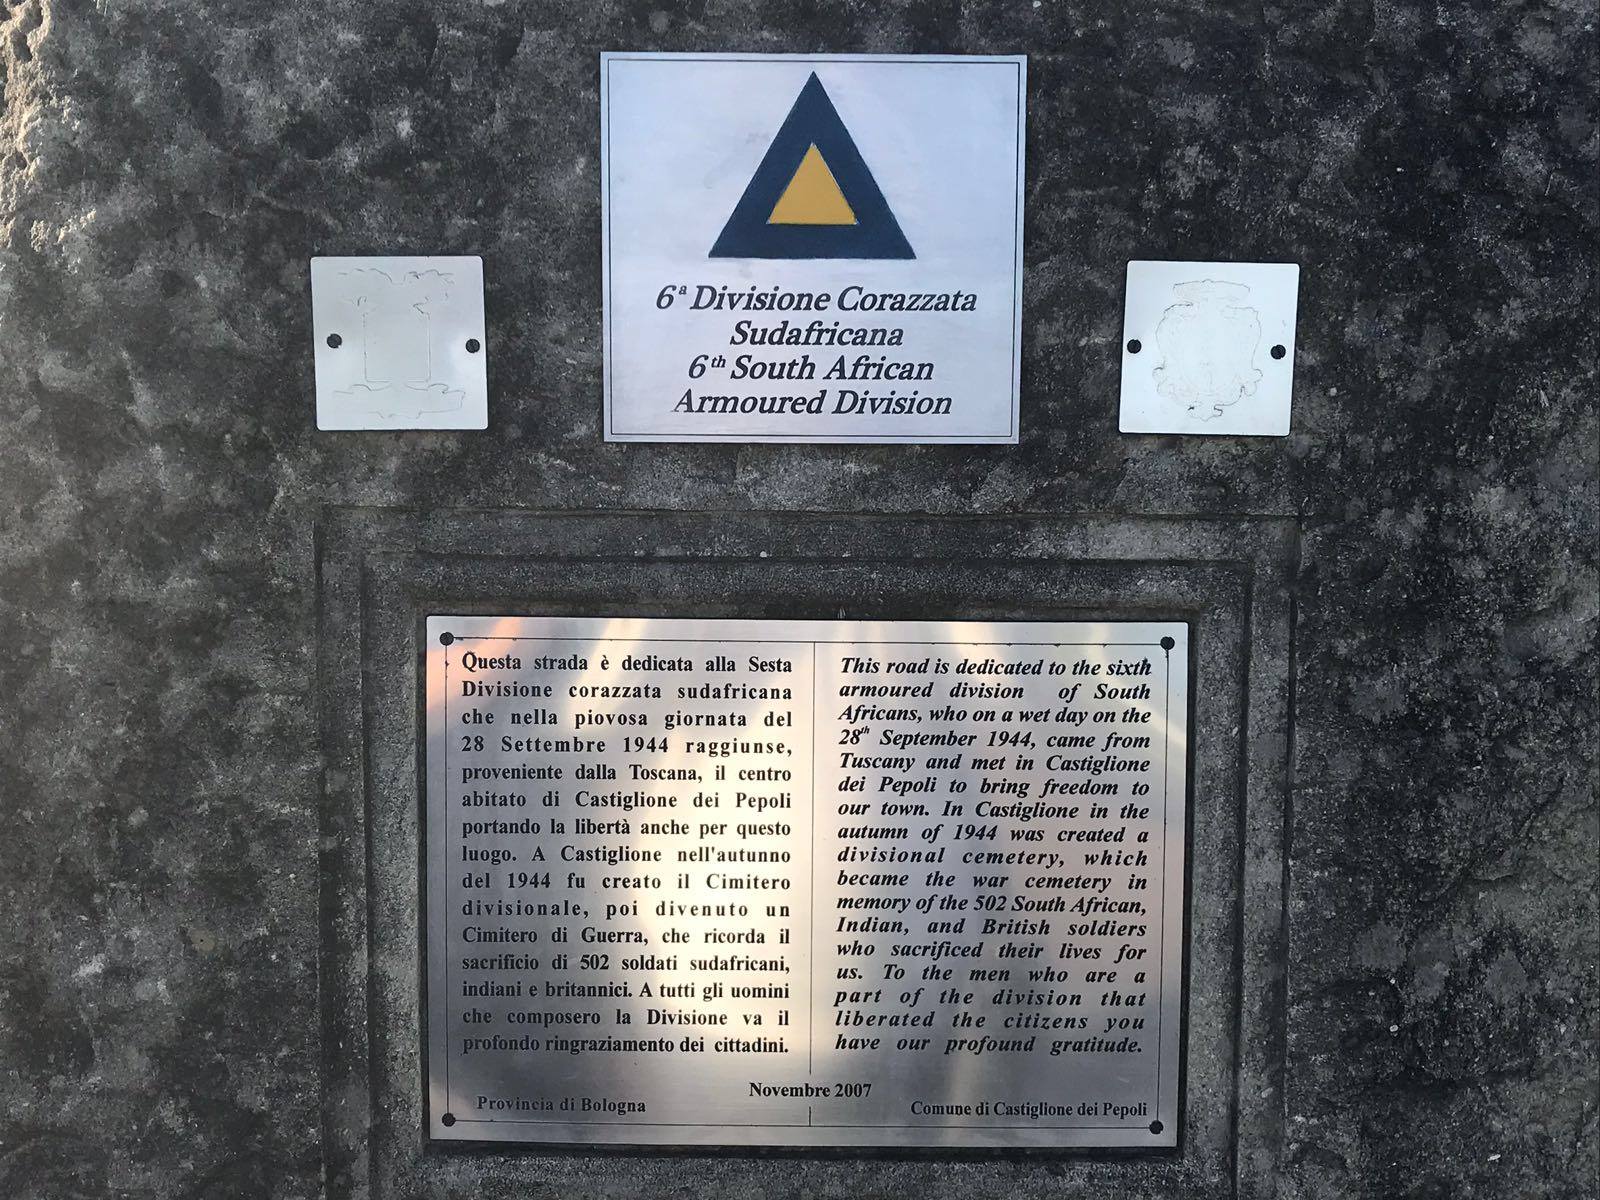 6ª Divisione Corazzata
Sudafricana
6th South African
Armoured Division
Questa strada è dedicata alla Sesta
Divisione corazzata sudafricana
che nella piovosa giornata del
28 Settembre 1944 raggiunse,
proveniente dalla Toscana, il centro
abitato di Castiglione dei Pepoli
portando la libertà anche per questo
luogo. A Castiglione nell'autunno
del 1944 fu creato il Cimitero
divisionale, poi divenuto un
Cimitero di Guerra, che ricorda il
sacrificio di 502 soldati sudafricani,
indiani e britannici. A tutti gli uomini
che composero la Divisione va il
profondo ringraziamento dei cittadini.
This road is dedicated to the sixth
armoured division of South
Africans, who on a wet day on the
28th September 1944, came from
Tuscany and met in Castiglione
dei Pepoli to bring freedom to
our town. In Castiglione in the
autumn of 1944 was created a
divisional cemetery, which
became the war cemetery in
memory of the 502 South African,
Indian, and British soldiers
who sacrificed their lives for
us. To the men who are a
part of the division that
liberated the citizens you
have our profound gratitude.
Novembre 2007
Provincia di Bologna
Comune di Castiglione dei Pepoli